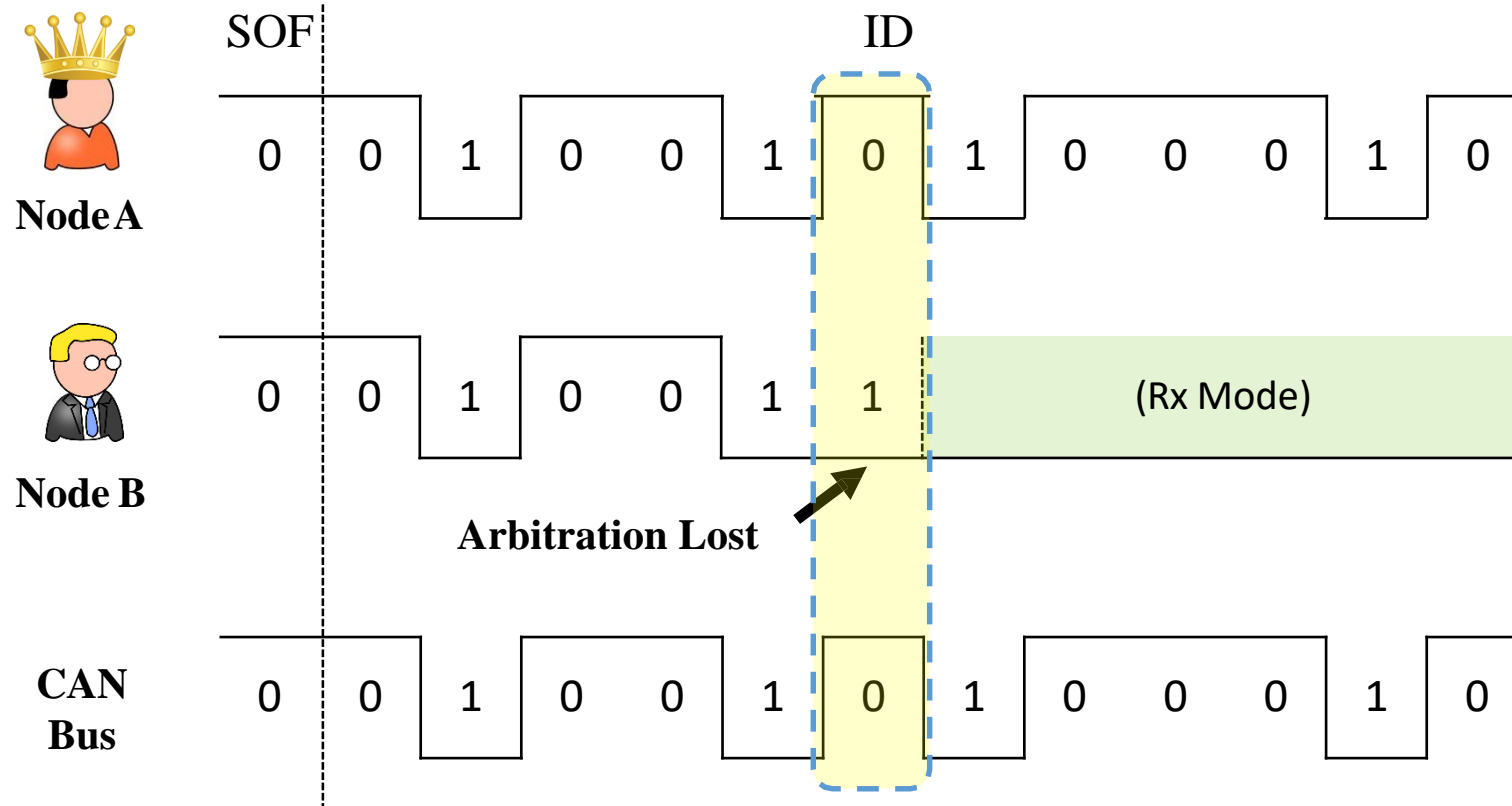 SOF ID
0 0 1 0 0 1 0 1 0 0 0 1 0
Node A
0 0 1 0 0 1 1 (Rx Mode)
Node B
Arbitration Lost
CAN
Bus
0 0 1 0 0 1 0 1 0 0 0 1 0